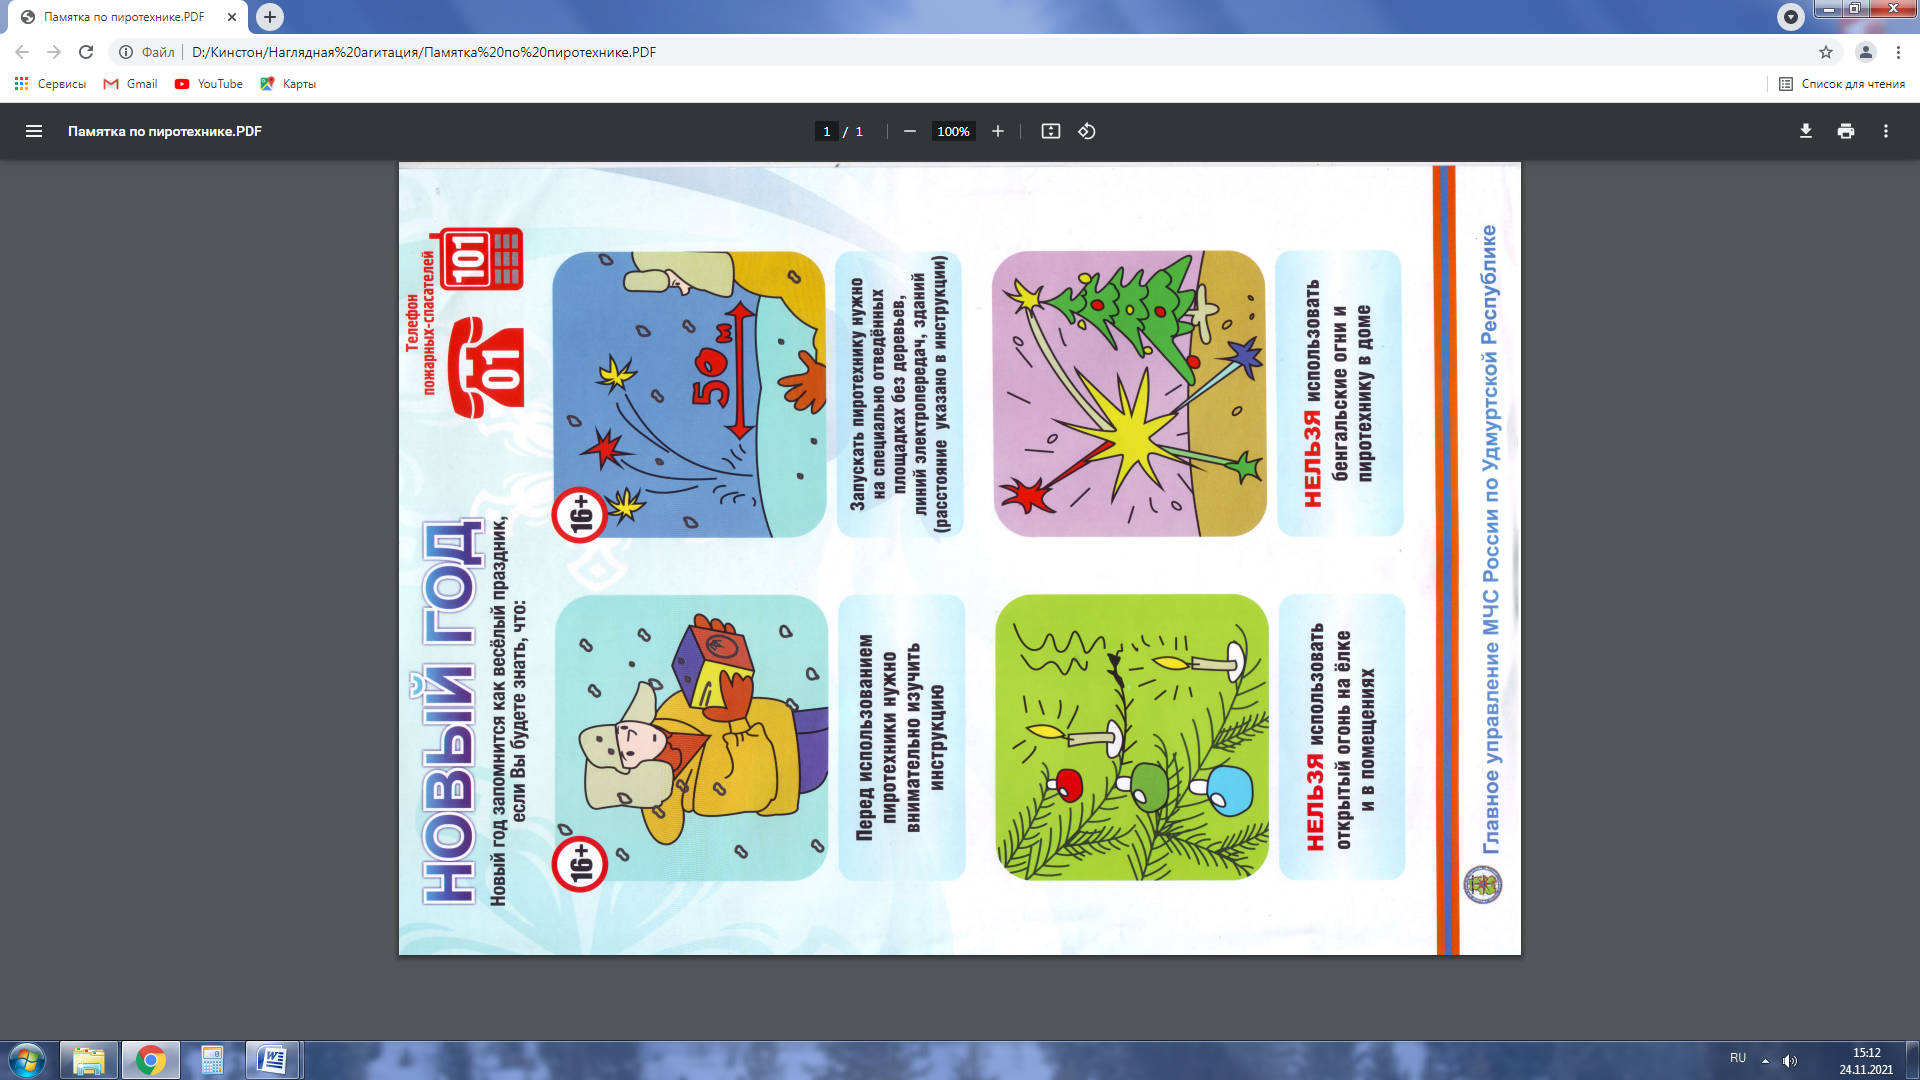 Памятка по пиротехнике.PDF
Файл
D:/Кинстон/Наглядная%20агитация/Памятка%20по%20пиротехнике.PDF
Сервисы
Gmail
YouTube
Карты
Список для чтения
Памятка по пиротехнике.PDF
1 / 1
100%
НОВЫЙ ГОД
Новый год запомнится как весёлый праздник,
если Вы будете знать, что:
Телефон
пожарных-спасателей
01
101
16+
Перед использованием
пиротехники нужно
внимательно изучить
инструкцию
16+
50 м
Запускать пиротехнику нужно
на специально отведённых
площадках без деревьев,
линий электропередач, зданий
(расстояние указано в инструкции)
НЕЛЬЗЯ использовать
открытый огонь на ёлке
и в помещениях
НЕЛЬЗЯ использовать
бенгальские огни и
пиротехнику в доме
Главное управление МЧС России по Удмуртской Республике
RU
15:12
24.11.2021